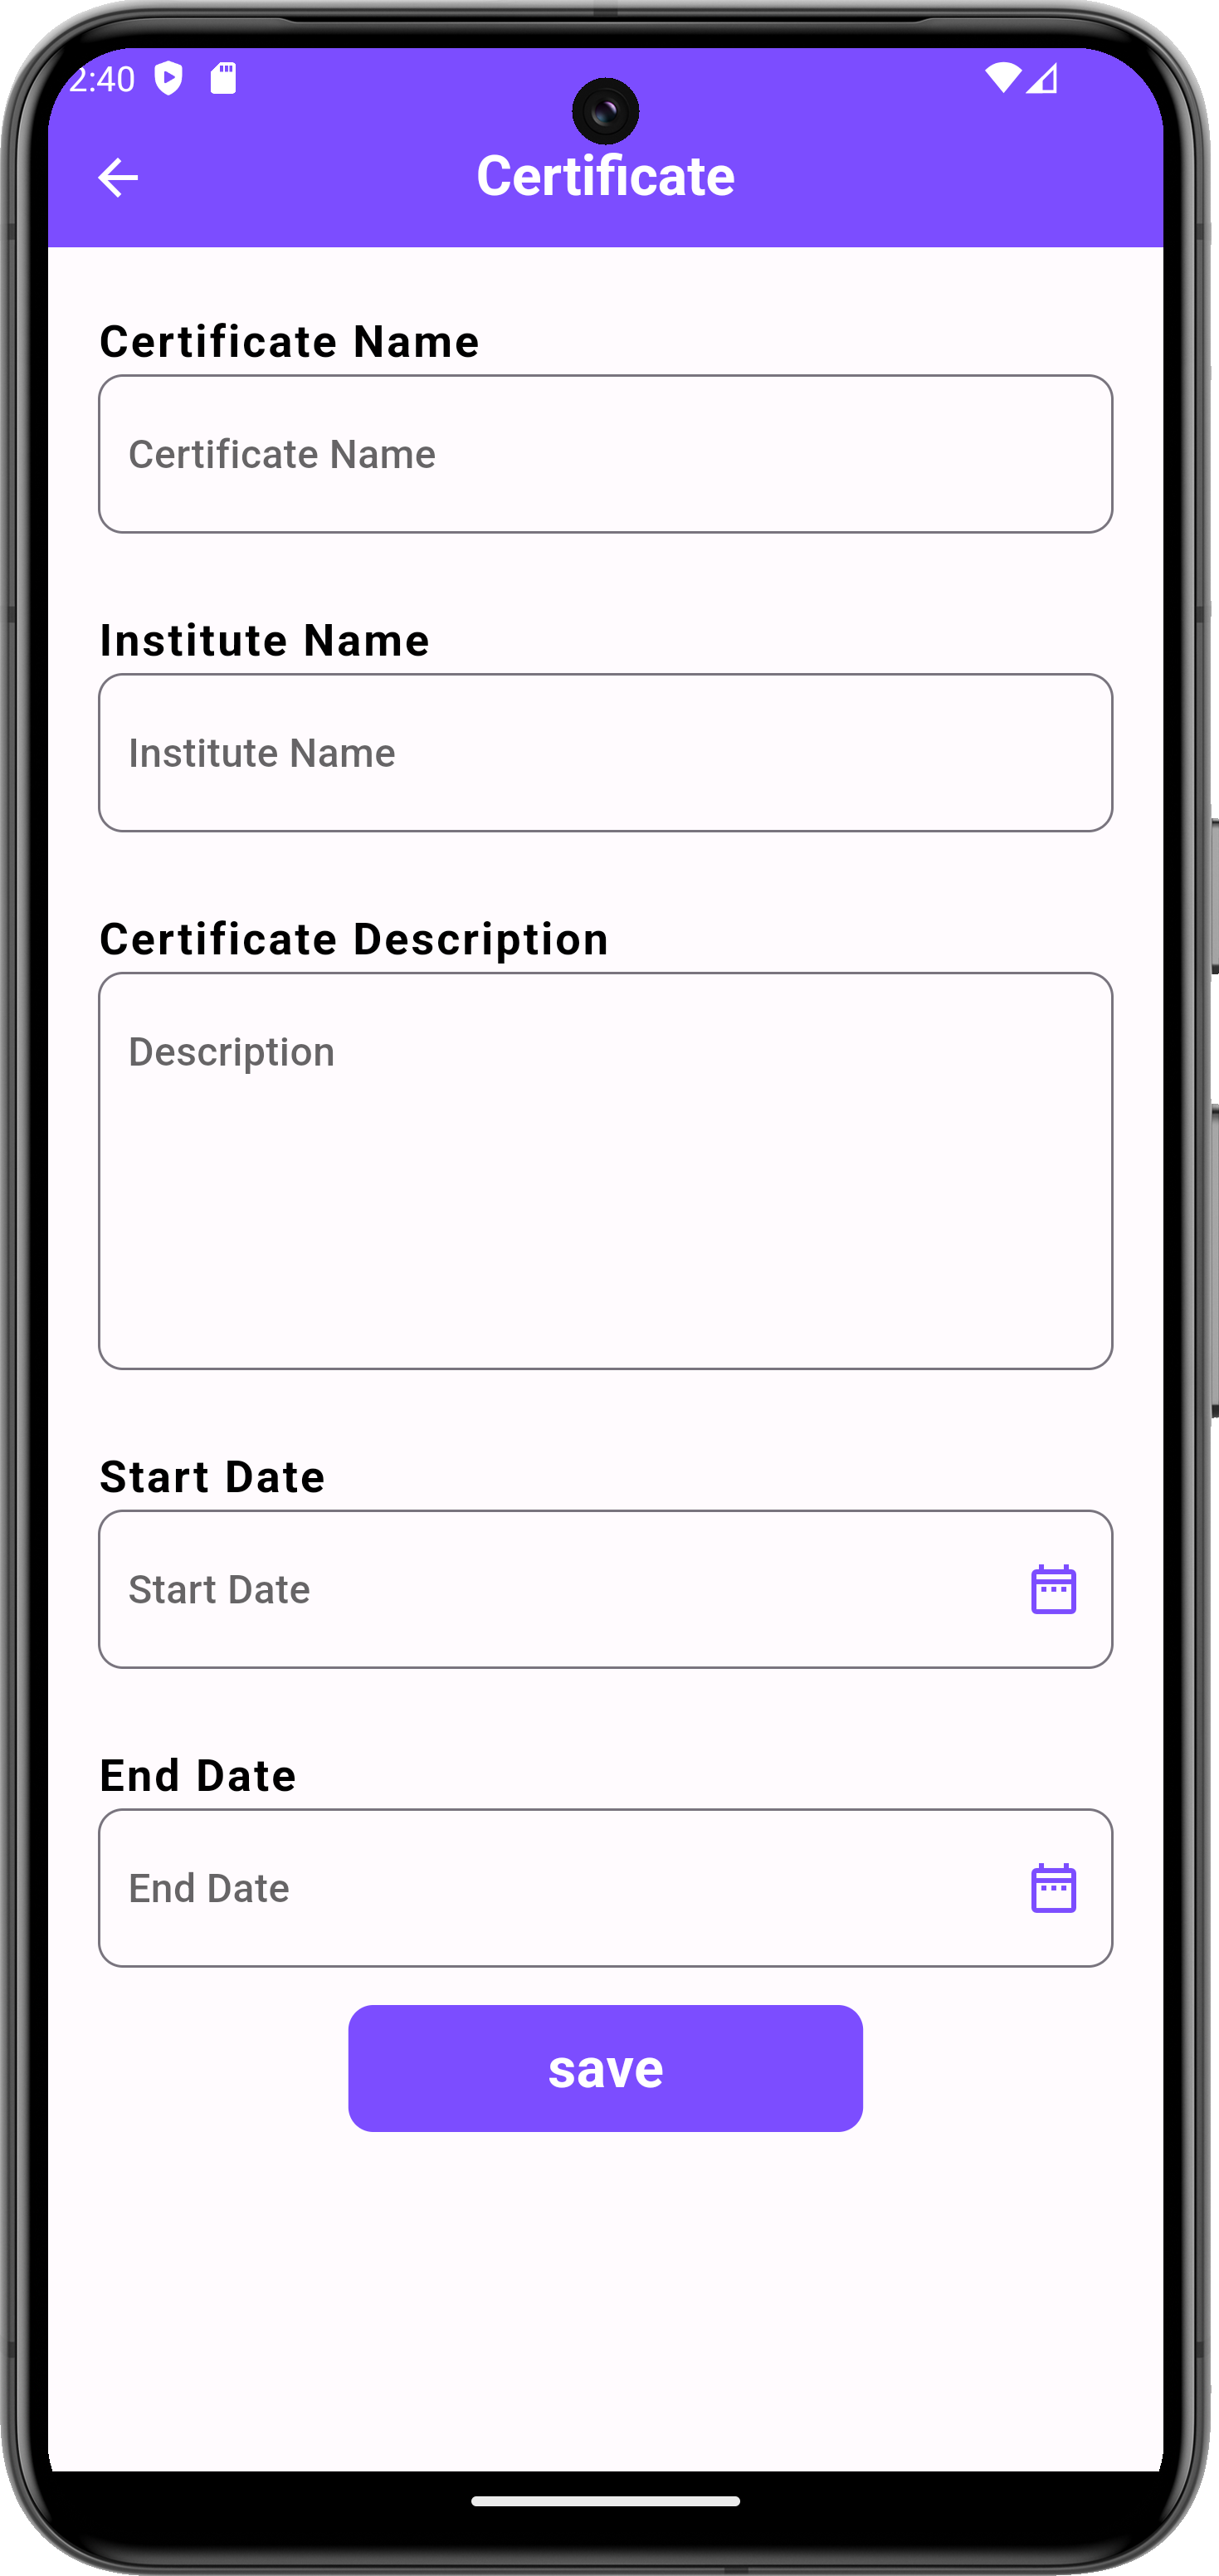 2:40
Certificate
Certificate Name
Certificate Name
Institute Name
Institute Name
Certificate Description
Description
Start Date
Start Date
End Date
End Date
save